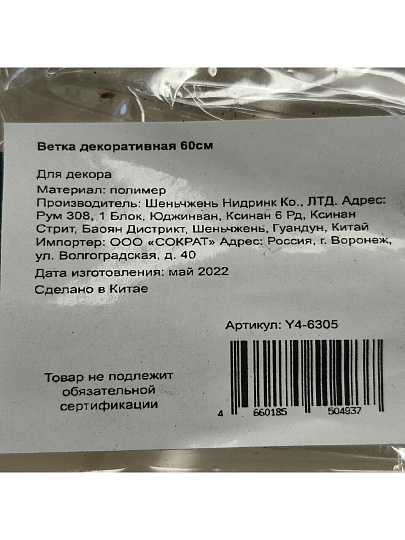 Ветка декоративная 60см
Для декора
Материал: полимер
Производитель: Шеньчжень Нидринк Ко., ЛТД. Адрес:
Рум 308, 1 Блок, Юджинван, Ксинан 6 Рд, Ксинан
Стрит, Баоян Дистрикт, Шеньчжень, Гуандун, Китай
Импортер: ООО «СОКРАТ» Адрес: Россия, г. Воронеж,
ул. Волгоградская, д. 40
Дата изготовления: май 2022
Сделано в Китае
Артикул: Y4-6305
Товар не подлежит
обязательной
сертификации
4 660185 504937